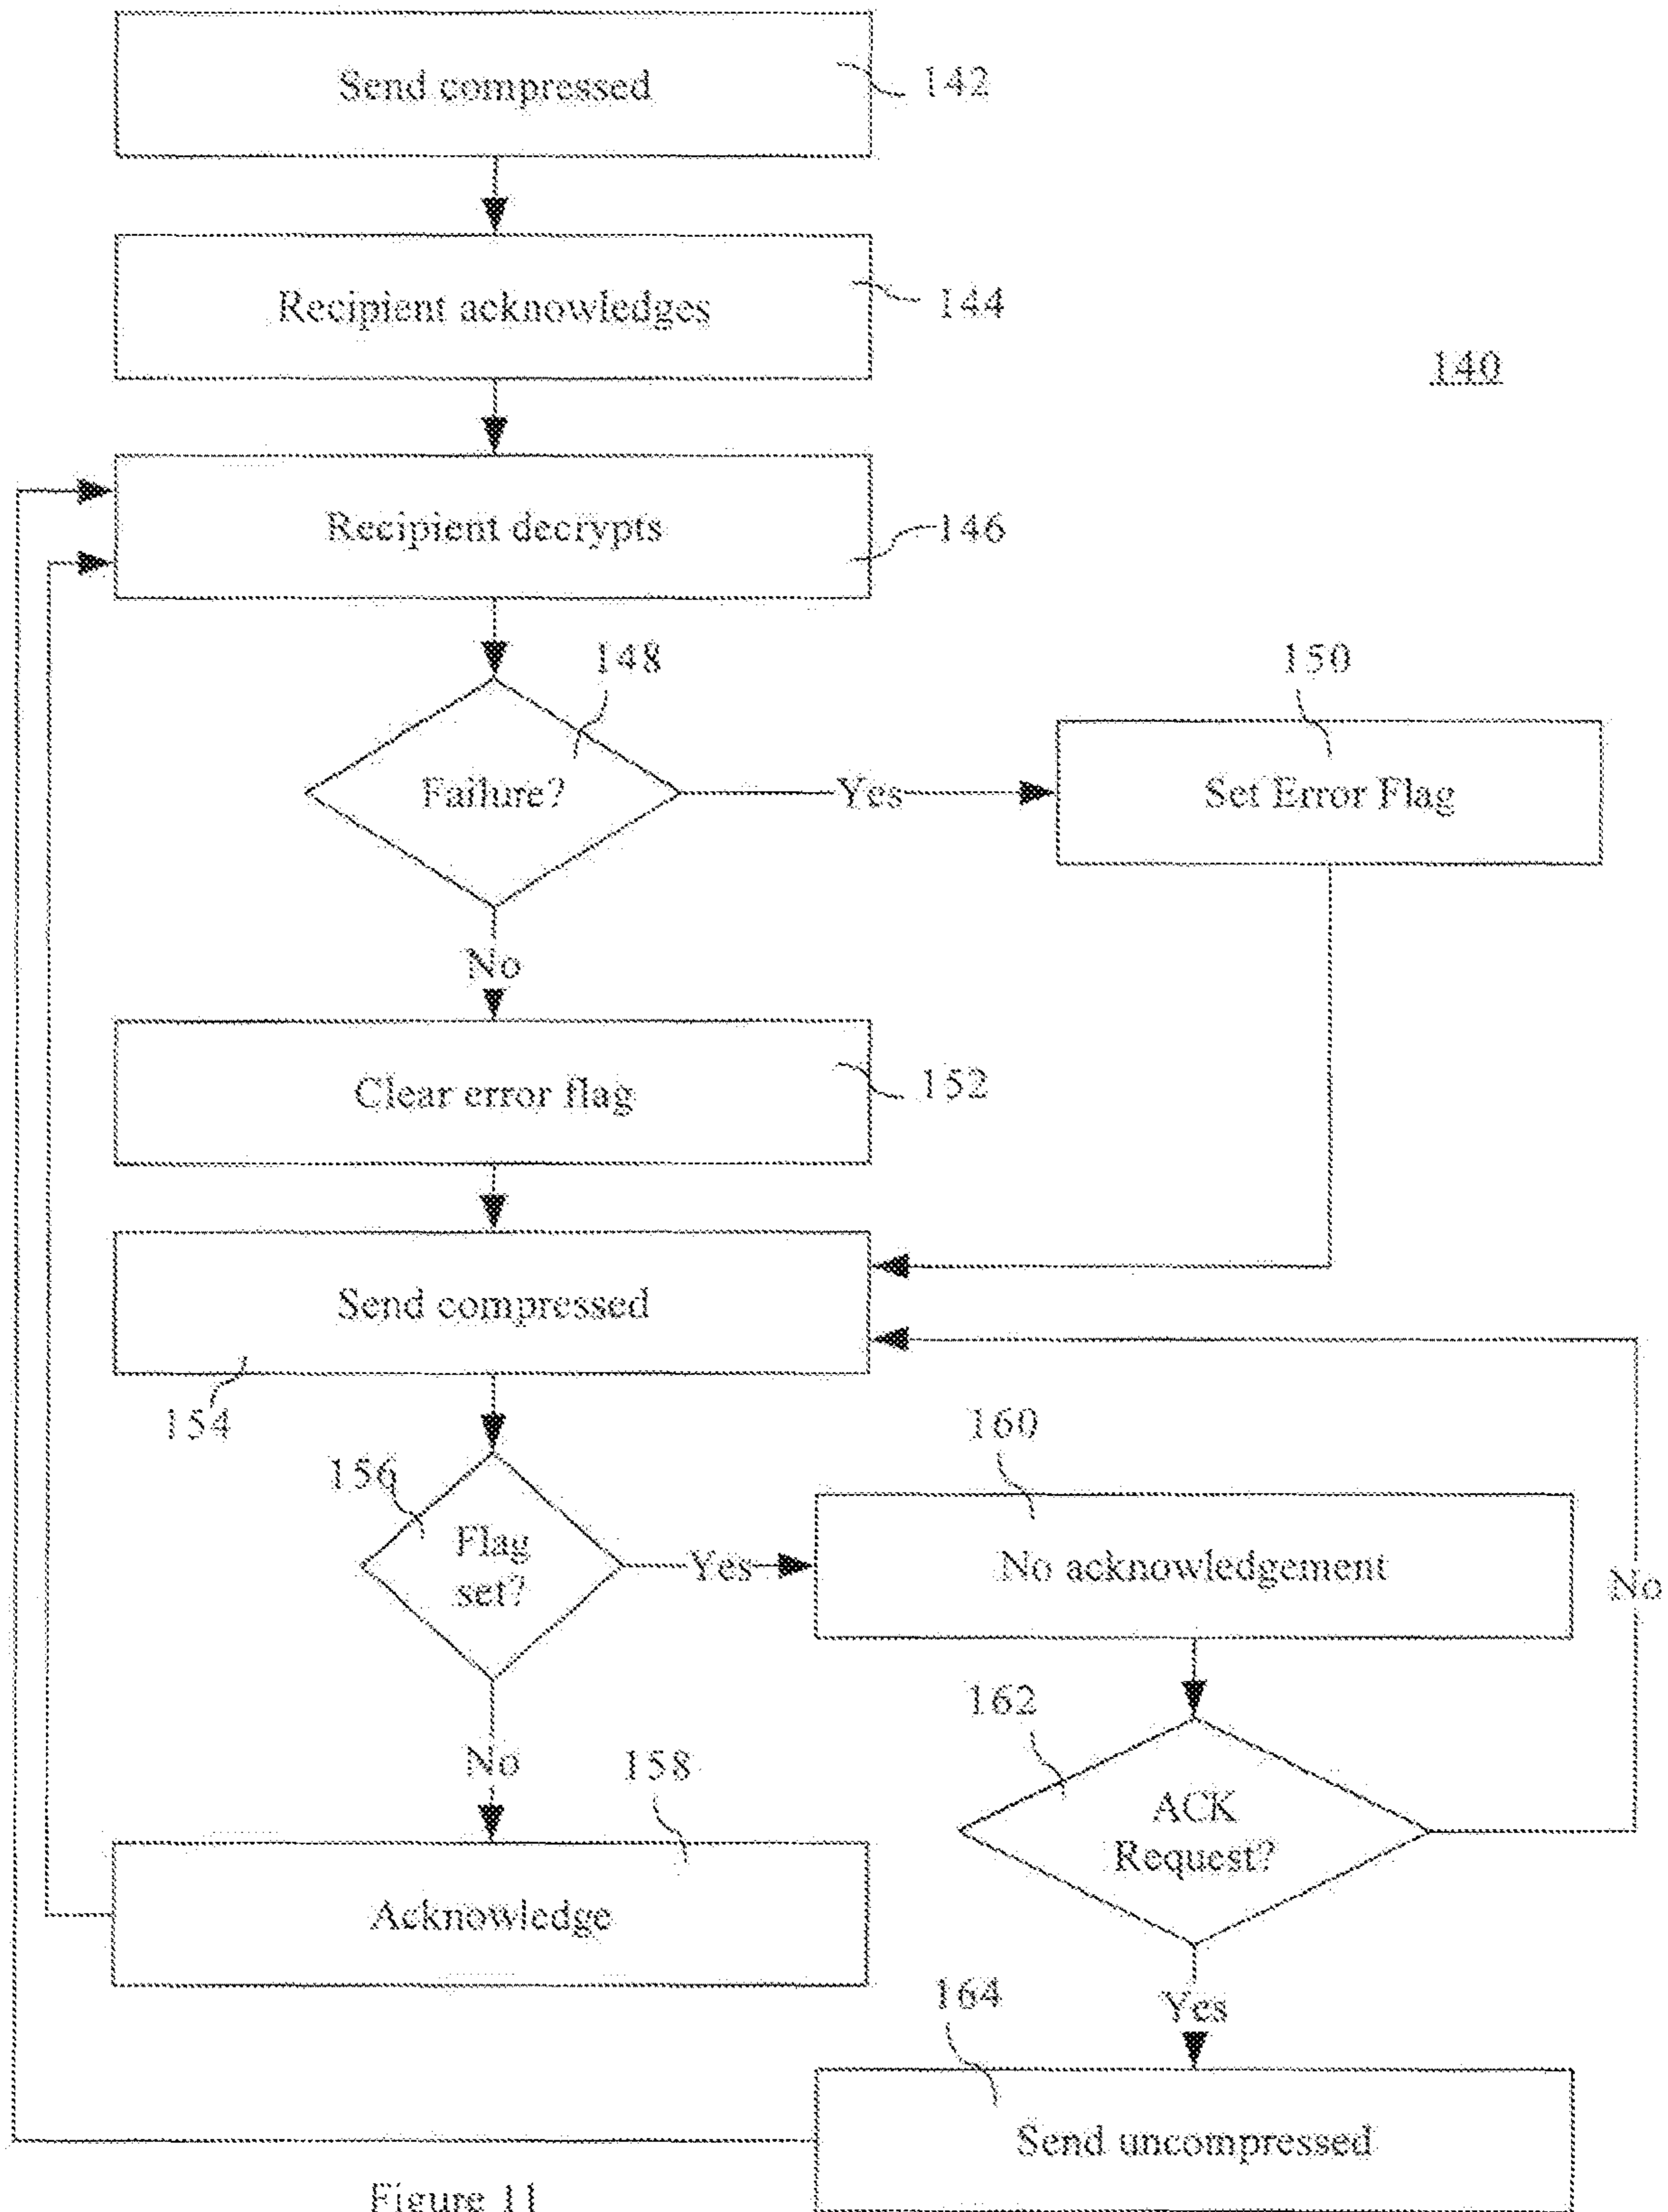 Send compressed
142
Recipient acknowledges
144
140
Recipient decrypts
146
148
150
Failure?
Yes
Set Error Flag
No
Clear error flag
152
Send compressed
154
160
156
Flag
set?
Yes
No acknowledgement
No
162
No
158
ACK
Request?
Acknowledge
164
Yes
Send uncompressed
Figure 11